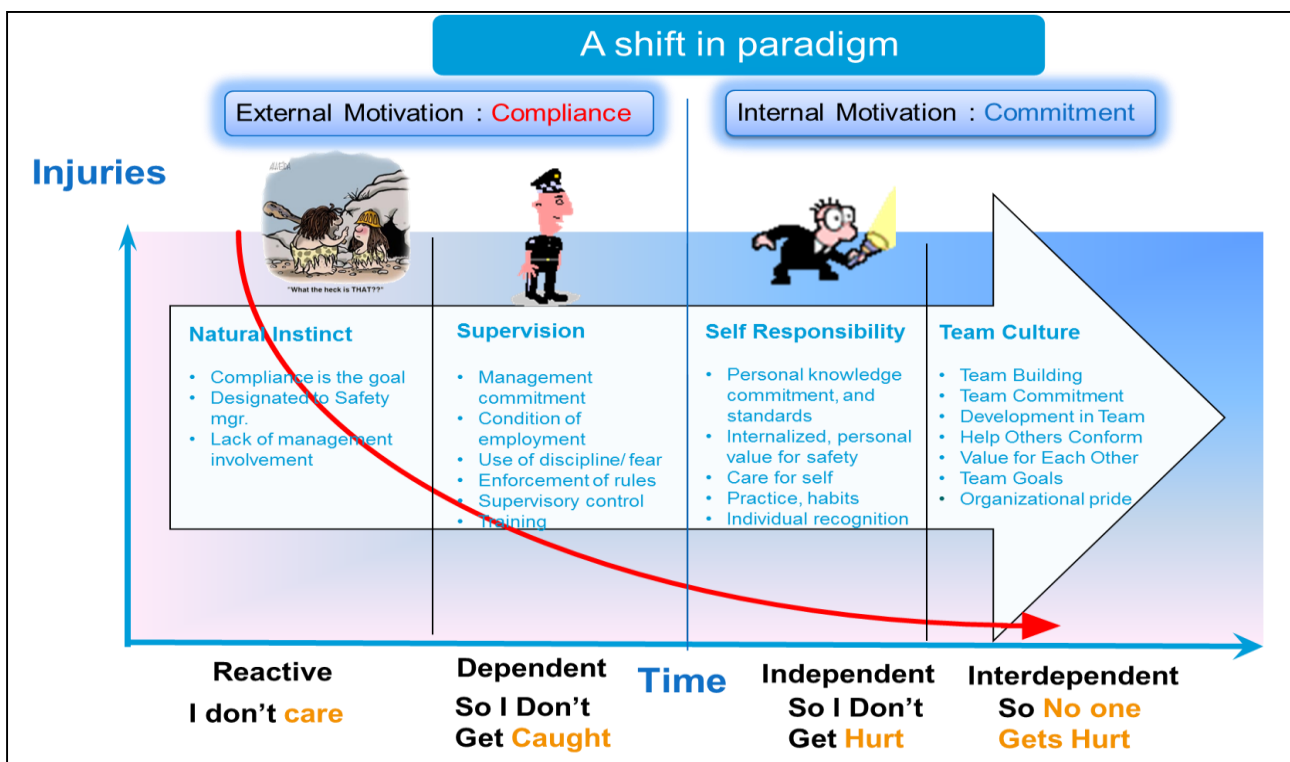 A shift in paradigm
External Motivation : Compliance
Internal Motivation : Commitment
Injuries
"What the heck is THAT??"
Natural Instinct
• Compliance is the goal
• Designated to Safety
mgr.
• Lack of management
involvement
Supervision
• Management
commitment
• Condition of
employment
• Use of discipline/ fear
• Enforcement of rules
• Supervisory control
• Training
Self Responsibility
• Personal knowledge
commitment, and
standards
• Internalized, personal
value for safety
• Care for self
• Practice, habits
• Individual recognition
Team Culture
• Team Building
• Team Commitment
• Development in Team
• Help Others Conform
• Value for Each Other
• Team Goals
• Organizational pride
Reactive
I don't care
Dependent
So I Don't
Get Caught
Time
Independent
So I Don't
Get Hurt
Interdependent
So No one
Gets Hurt